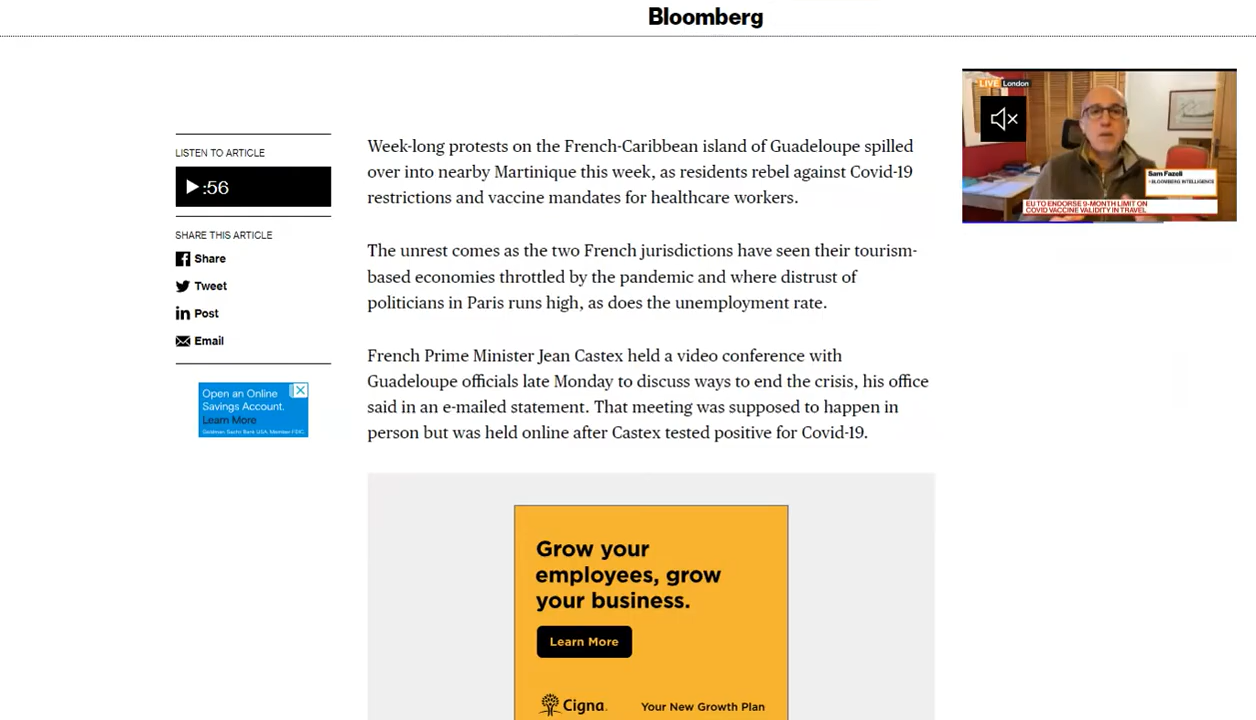 Bloomberg
LIVE London
Sam Fazeli
BLOOMBERG INTELLIGENCE
EU TO ENDORSE 9-MONTH LIMIT ON
COVID VACCINE VALIDITY IN TRAVEL
LISTEN TO ARTICLE
:56
SHARE THIS ARTICLE
Share
Tweet
Post
Email
Open an Online
Savings Account.
Learn More
Goldman Sachs Bank USA. Member FDIC.
Week-long protests on the French-Caribbean island of Guadeloupe spilled
over into nearby Martinique this week, as residents rebel against Covid-19
restrictions and vaccine mandates for healthcare workers.
The unrest comes as the two French jurisdictions have seen their tourism-
based economies throttled by the pandemic and where distrust of
politicians in Paris runs high, as does the unemployment rate.
French Prime Minister Jean Castex held a video conference with
Guadeloupe officials late Monday to discuss ways to end the crisis, his office
said in an e-mailed statement. That meeting was supposed to happen in
person but was held online after Castex tested positive for Covid-19.
Grow your
employees, grow
your business.
Learn More
Cigna.
Your New Growth Plan